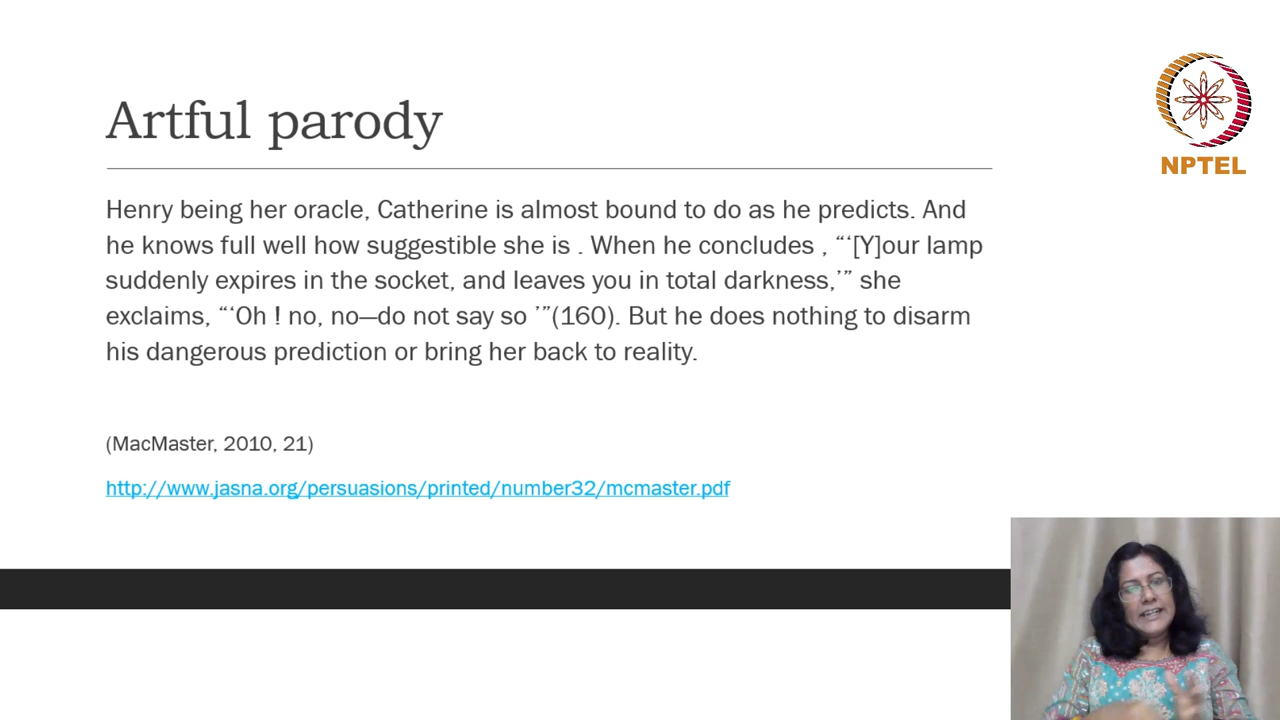 Artful parody
NPTEL
Henry being her oracle, Catherine is almost bound to do as he predicts. And
he knows full well how suggestible she is . When he concludes , “‘[Y]our lamp
suddenly expires in the socket, and leaves you in total darkness,’” she
exclaims, “‘Oh ! no, no—do not say so ’”(160). But he does nothing to disarm
his dangerous prediction or bring her back to reality.
(MacMaster, 2010, 21)
http://www.jasna.org/persuasions/printed/number32/mcmaster.pdf